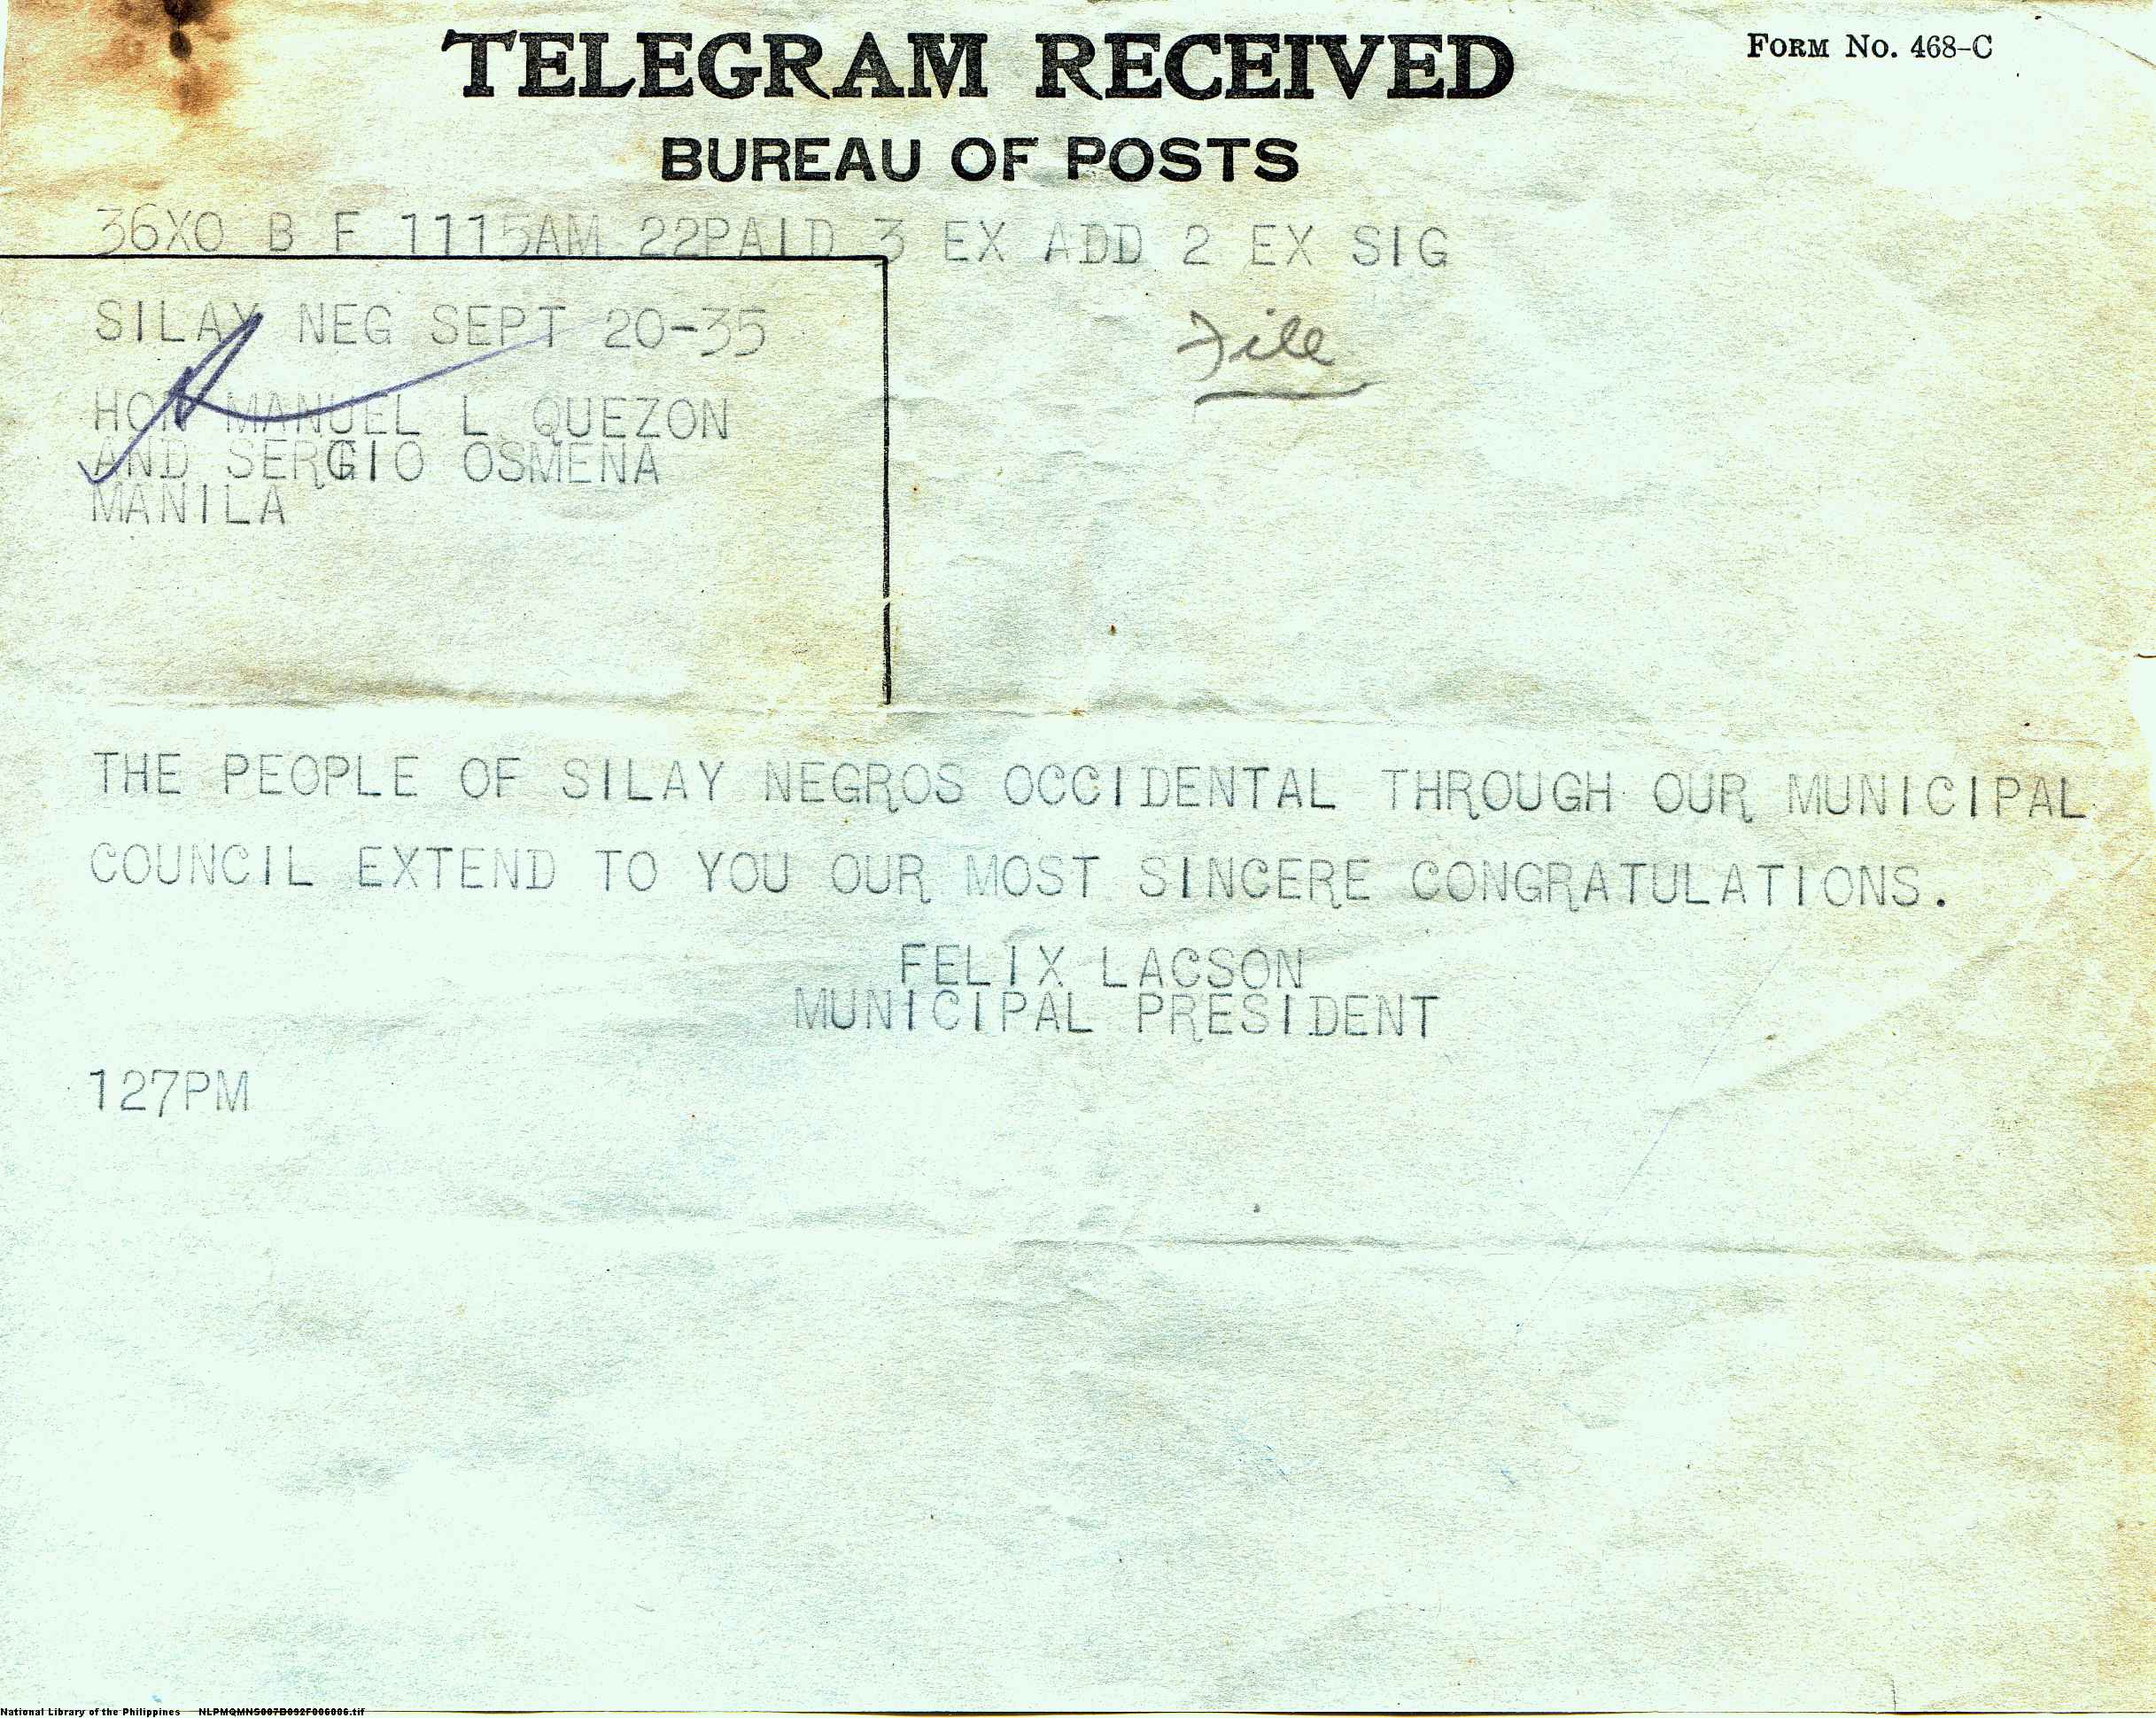 TELEGRAM RECEIVED
FORM NO. 468-C
BUREAU OF POSTS
36XO B F 1115AM 22PAID 3 EX ADD 2 EX SIG
SILAY NEG SEPT 20-35
File
HON MANUEL L QUEZON
AND SERGIO OSMENA
MANILA
THE PEOPLE OF SILAY NEGROS OCCIDENTAL THROUGH OUR MUNICIPAL
COUNCIL EXTEND TO YOU OUR MOST SINCERE CONGRATULATIONS.
FELIX LACSON
MUNICIPAL PRESIDENT
127PM
National Library of the Philippines NLPMQMNS007B092F006006.tif